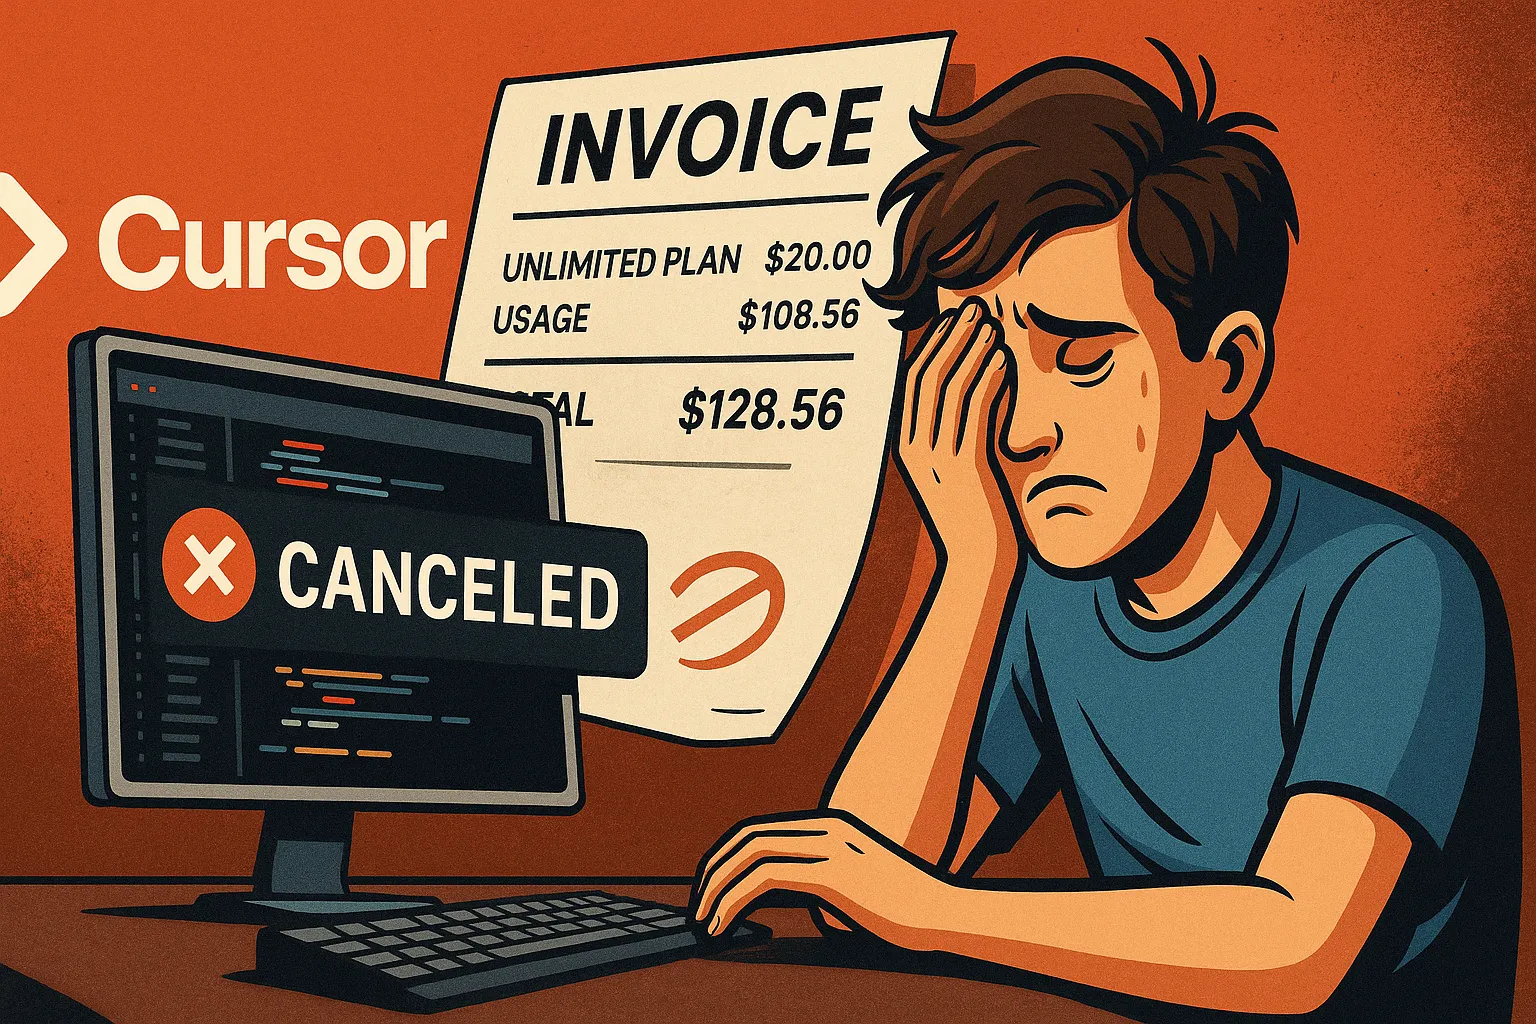 INVOICE
Cursor
UNLIMITED PLAN $20.00
USAGE $108.56
$128.56
CANCELED